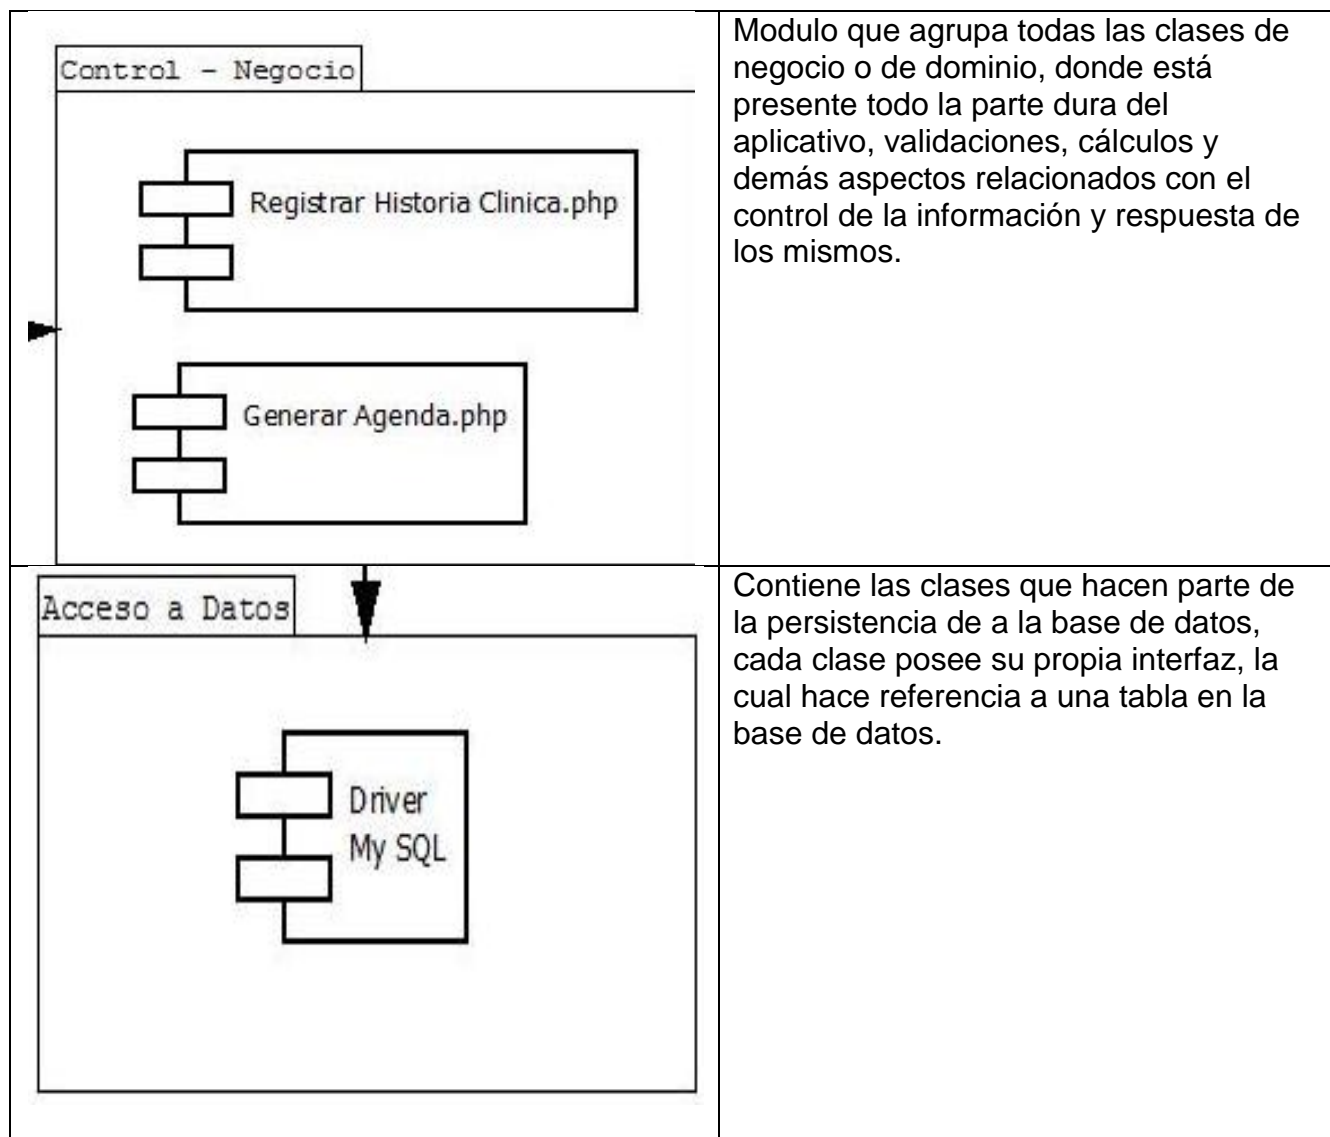 Control - Negocio
Registrar Historia Clinica.php
Generar Agenda.php
Modulo que agrupa todas las clases de
negocio o de dominio, donde está
presente todo la parte dura del
aplicativo, validaciones, cálculos y
demás aspectos relacionados con el
control de la información y respuesta de
los mismos.
Acceso a Datos
Driver
My SQL
Contiene las clases que hacen parte de
la persistencia de a la base de datos,
cada clase posee su propia interfaz, la
cual hace referencia a una tabla en la
base de datos.